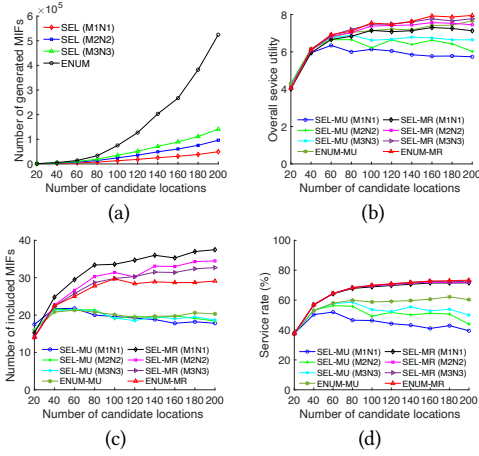 ×10^5
6
5
4
3
2
1
0
Number of generated MIFs
SEL (M1N1)
SEL (M2N2)
SEL (M3N3)
ENUM
20 40 60 80 100 120 140 160 180 200
Number of candidate locations
(a)
8
6
4
2
0
Overall sevice utility
SEL-MU (M1N1) SEL-MR (M1N1)
SEL-MU (M2N2) SEL-MR (M2N2)
SEL-MU (M3N3) SEL-MR (M3N3)
ENUM-MU ENUM-MR
20 40 60 80 100 120 140 160 180 200
Number of candidate locations
(b)
40
30
20
10
0
Number of included MIFs
SEL-MU (M1N1) SEL-MR (M1N1)
SEL-MU (M2N2) SEL-MR (M2N2)
SEL-MU (M3N3) SEL-MR (M3N3)
ENUM-MU ENUM-MR
20 40 60 80 100 120 140 160 180 200
Number of candidate locations
(c)
100
80
60
40
20
0
Service rate (%)
SEL-MU (M1N1) SEL-MR (M1N1)
SEL-MU (M2N2) SEL-MR (M2N2)
SEL-MU (M3N3) SEL-MR (M3N3)
ENUM-MU ENUM-MR
20 40 60 80 100 120 140 160 180 200
Number of candidate locations
(d)